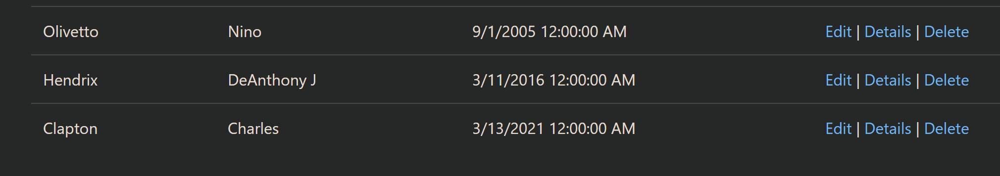 Olivetto Nino 9/1/2005 12:00:00 AM Edit | Details | Delete
Hendrix DeAnthony J 3/11/2016 12:00:00 AM Edit | Details | Delete
Clapton Charles 3/13/2021 12:00:00 AM Edit | Details | Delete